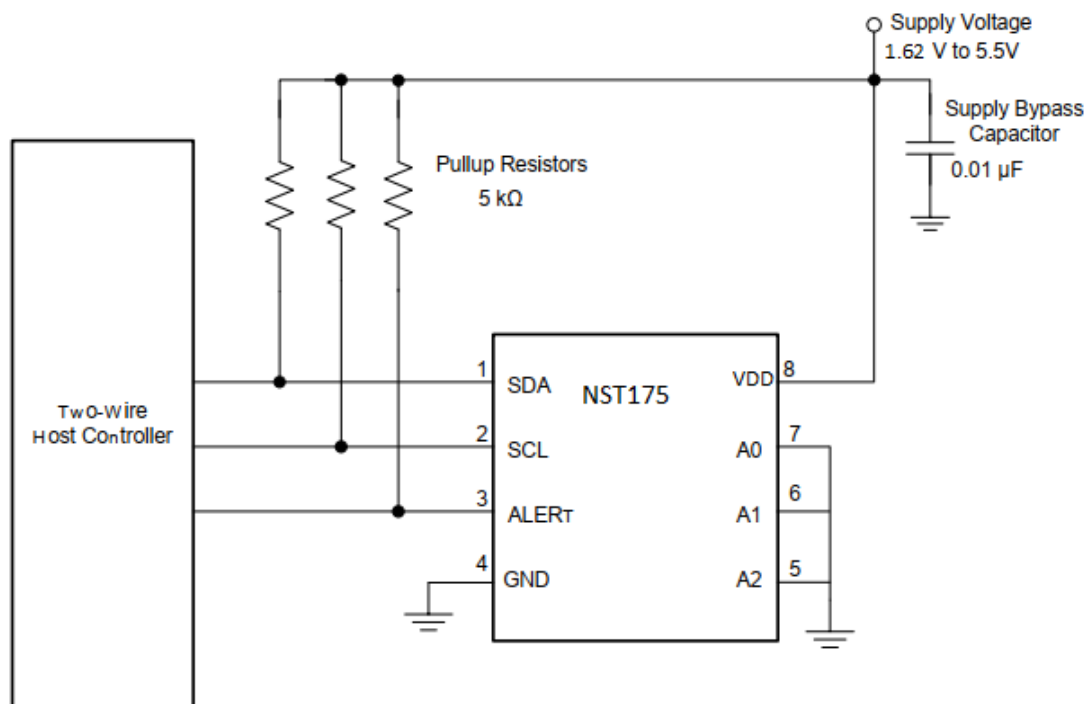 Supply Voltage
1.62 V to 5.5V
Supply Bypass
Capacitor
0.01 µF
Pullup Resistors
5 kΩ
Two-Wire
Host Controller
1
SDA
2
SCL
3
ALERT
4
GND
NST175
VDD
8
A0
7
A1
6
A2
5